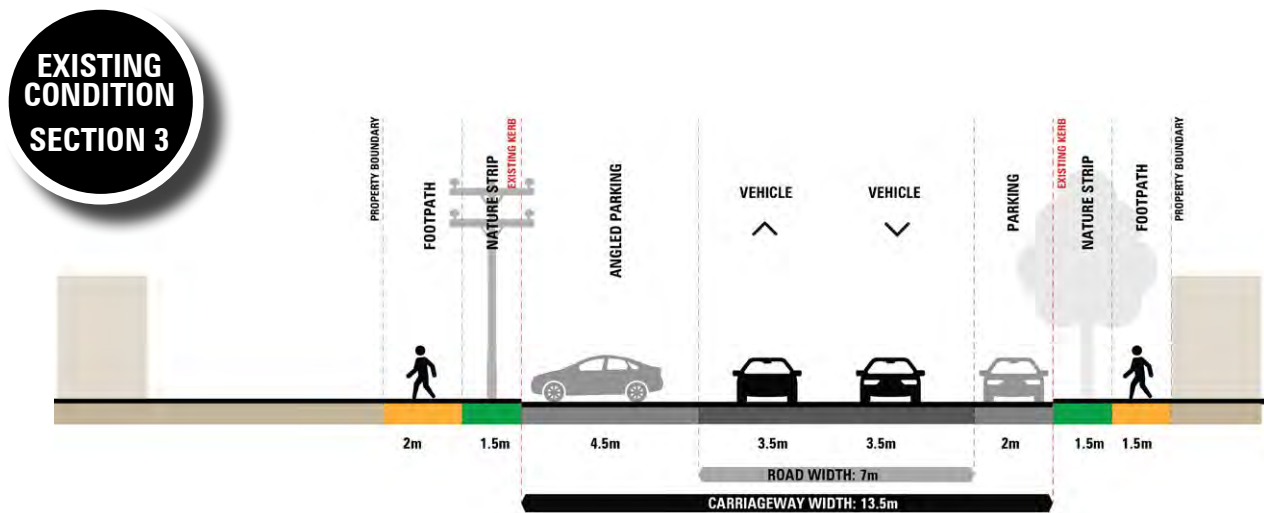 EXISTING
CONDITION
SECTION 3
PROPERTY BOUNDARY
FOOTPATH
NATURE STRIP
EXISTING KERB
ANGLED PARKING
VEHICLE
VEHICLE
PARKING
EXISTING KERB
NATURE STRIP
FOOTPATH
PROPERTY BOUNDARY
2m
1.5m
4.5m
3.5m
3.5m
2m
1.5m
1.5m
ROAD WIDTH: 7m
CARRIAGEWAY WIDTH: 13.5m